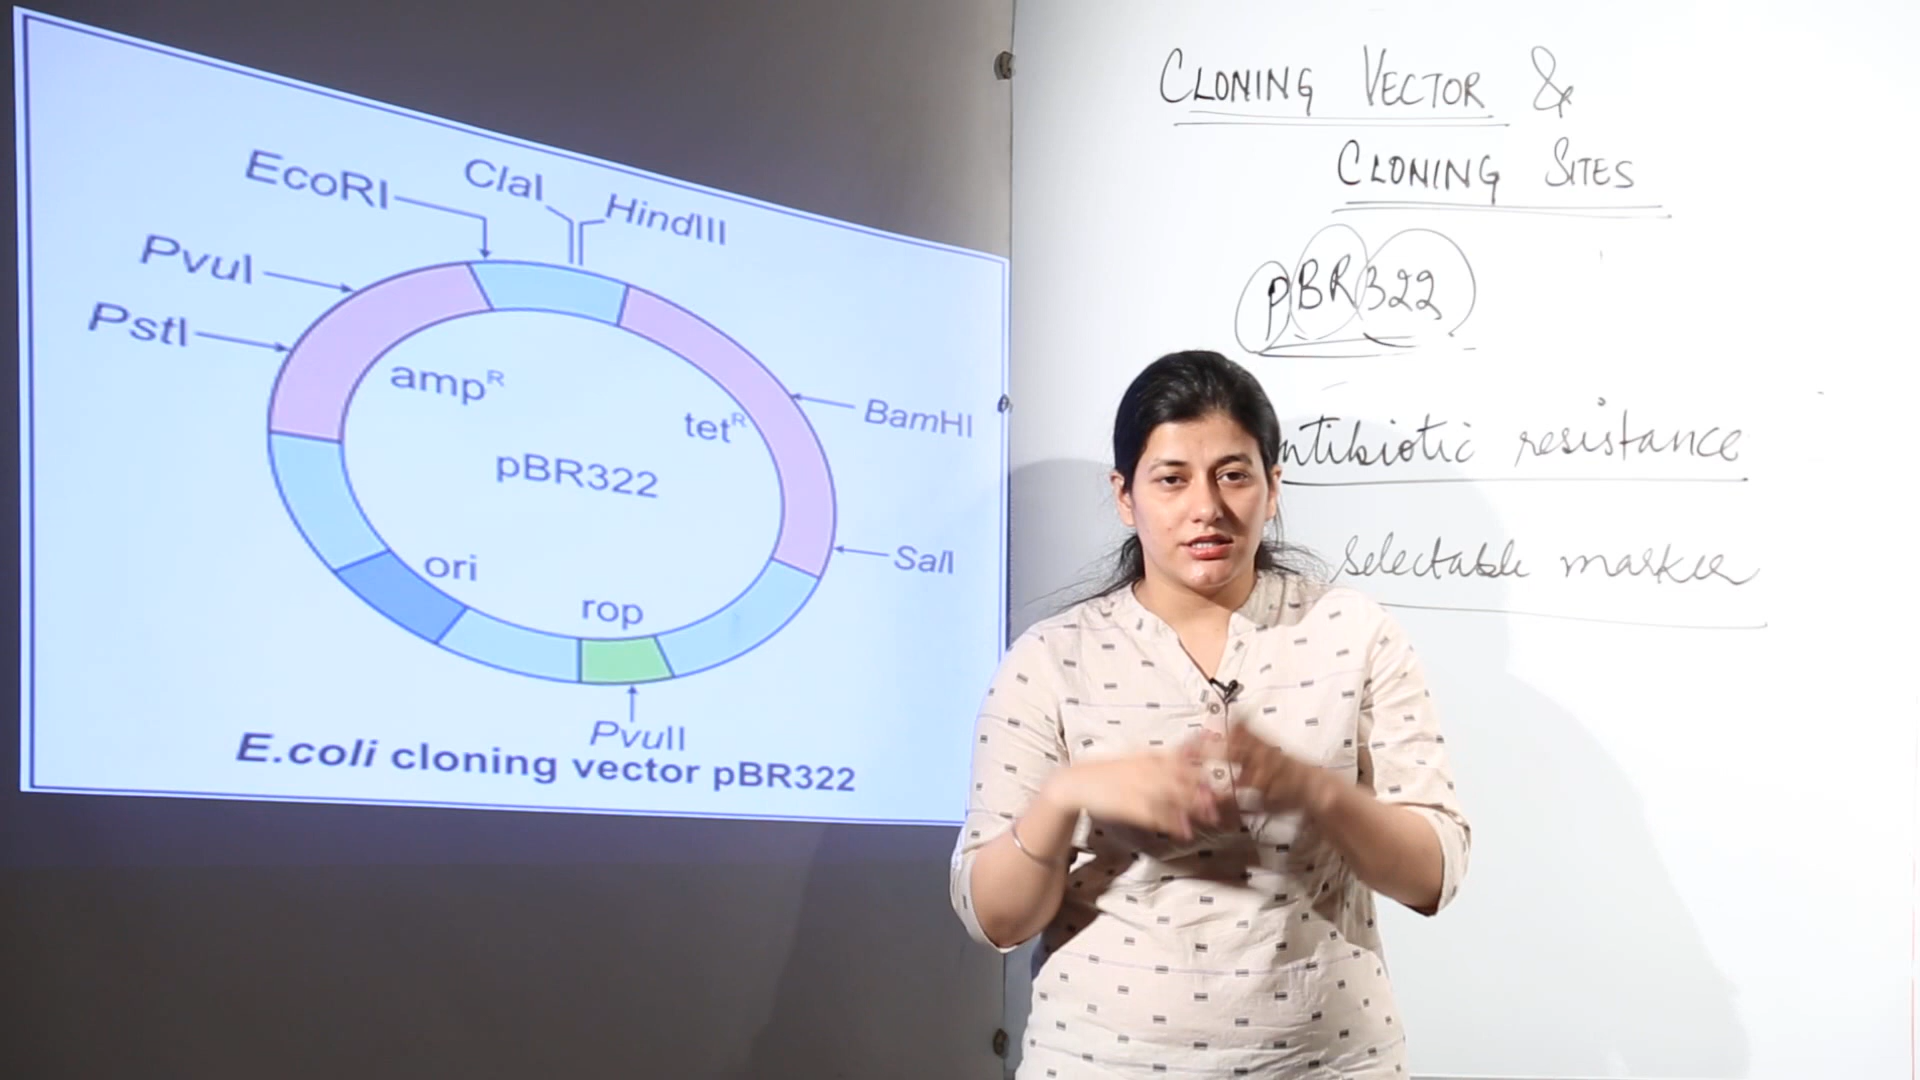 EcoRI
ClaI
HindIII
PvuI
PstI
amp^R
tet^R
BamHI
pBR322
SalI
ori
rop
PvuII
E.coli cloning vector pBR322
CLONING VECTOR &
CLONING SITES
pBR322
ntibiotic resistance
selectable marker